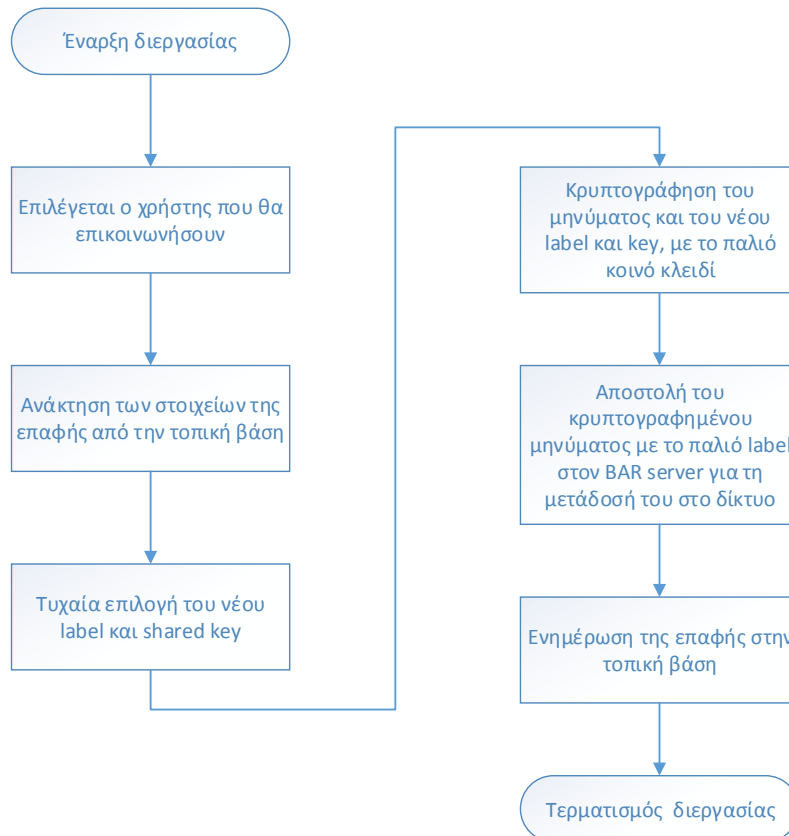 Έναρξη διεργασίας
Επιλέγεται ο χρήστης που θα
επικοινωνήσουν
Ανάκτηση των στοιχείων της
επαφής από την τοπική βάση
Τυχαία επιλογή του νέου
label και shared key
Κρυπτογράφηση του
μηνύματος και του νέου
label και key, με το παλιό
κοινό κλειδί
Αποστολή του
κρυπτογραφημένου
μηνύματος με το παλιό label
στον BAR server για τη
μετάδοσή του στο δίκτυο
Ενημέρωση της επαφής στην
τοπική βάση
Τερματισμός διεργασίας